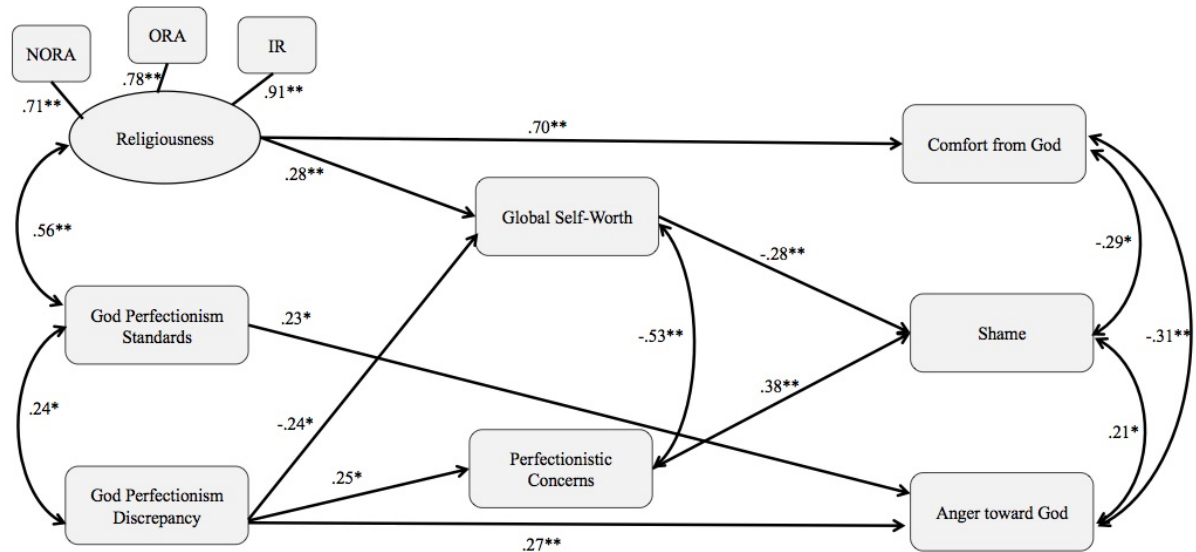 NORA
ORA
IR
.71**
.78**
.91**
Religiousness
.70**
Comfort from God
.28**
Global Self-Worth
.56**
-.28**
-.29*
God Perfectionism
Standards
.23*
-.53**
Shame
-.31**
.38**
.24*
-.24*
.21*
Perfectionistic
Concerns
.25*
God Perfectionism
Discrepancy
Anger toward God
.27**